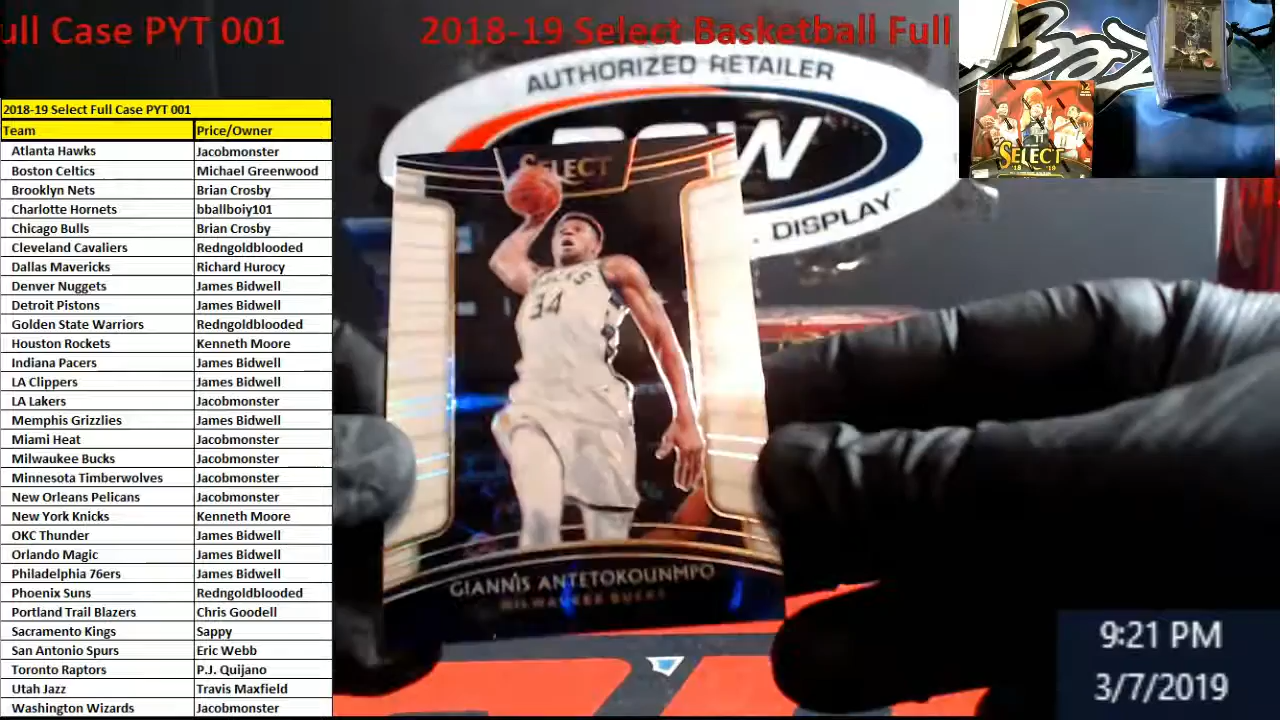 ull Case PYT 001
2018-19 Select Basketball Full
2018-19 Select Full Case PYT 001
Team Price/Owner
Atlanta Hawks Jacobmonster
Boston Celtics Michael Greenwood
Brooklyn Nets Brian Crosby
Charlotte Hornets bballboiy101
Chicago Bulls Brian Crosby
Cleveland Cavaliers Redngoldblooded
Dallas Mavericks Richard Hurocy
Denver Nuggets James Bidwell
Detroit Pistons James Bidwell
Golden State Warriors Redngoldblooded
Houston Rockets Kenneth Moore
Indiana Pacers James Bidwell
LA Clippers James Bidwell
LA Lakers Jacobmonster
Memphis Grizzlies James Bidwell
Miami Heat Jacobmonster
Milwaukee Bucks Jacobmonster
Minnesota Timberwolves Jacobmonster
New Orleans Pelicans Jacobmonster
New York Knicks Kenneth Moore
OKC Thunder James Bidwell
Orlando Magic James Bidwell
Philadelphia 76ers James Bidwell
Phoenix Suns Redngoldblooded
Portland Trail Blazers Chris Goodell
Sacramento Kings Sappy
San Antonio Spurs Eric Webb
Toronto Raptors P.J. Quijano
Utah Jazz Travis Maxfield
Washington Wizards Jacobmonster
AUTHORIZED RETAILER
DISPLAY
SELECT
BUCKS
34
GIANNIS ANTETOKOUNMPO
MILWAUKEE BUCKS
SELECT
9:21 PM
3/7/2019